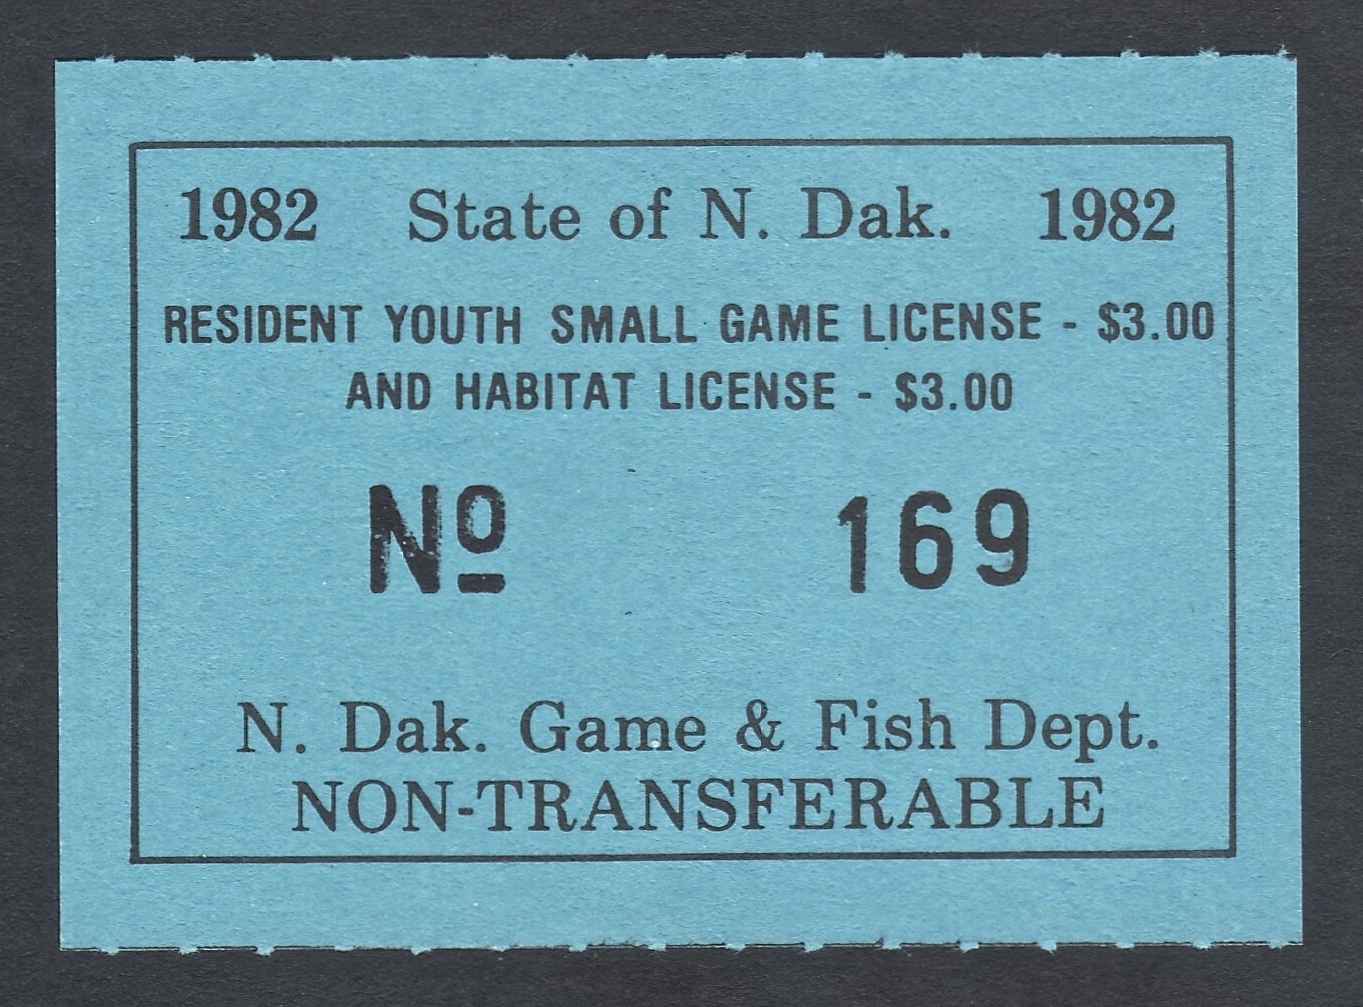 1982 State of N. Dak. 1982
RESIDENT YOUTH SMALL GAME LICENSE - $3.00
AND HABITAT LICENSE - $3.00
No 169
N. Dak. Game & Fish Dept.
NON-TRANSFERABLE